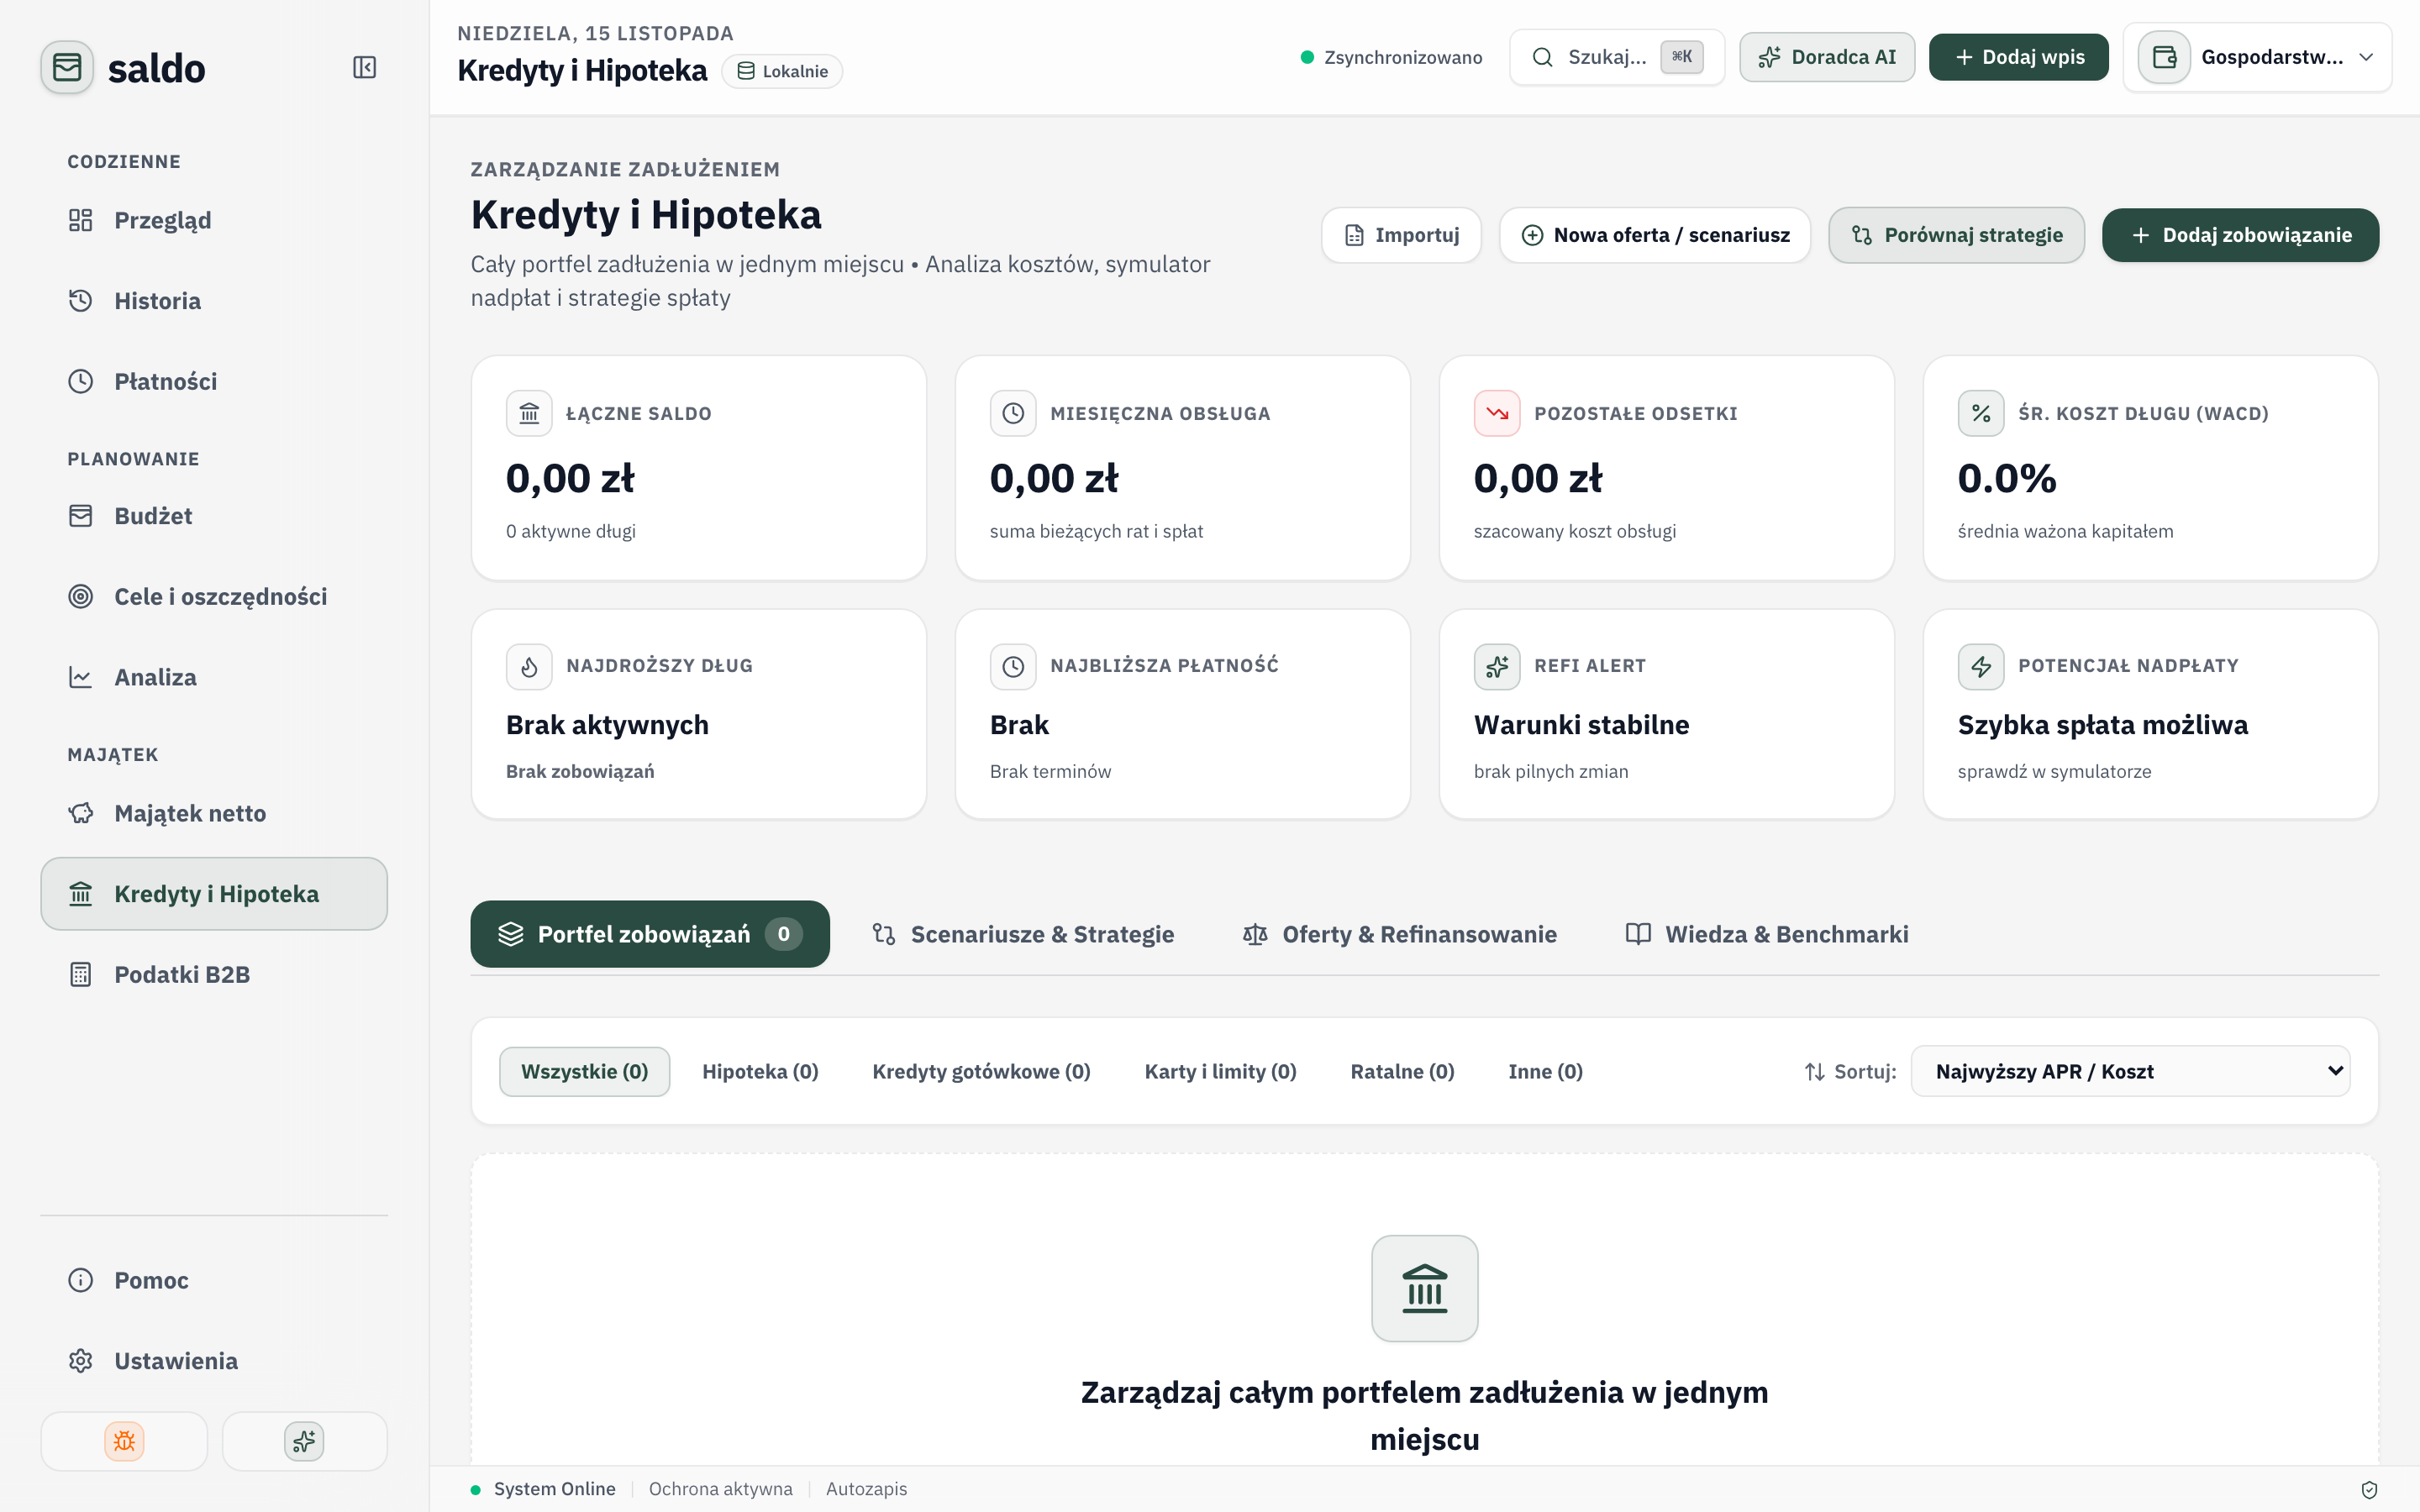 saldo
CODZIENNE
Przegląd
Historia
Płatności
PLANOWANIE
Budżet
Cele i oszczędności
Analiza
MAJĄTEK
Majątek netto
Kredyty i Hipoteka
Podatki B2B
Pomoc
Ustawienia
NIEDZIELA, 15 LISTOPADA
Kredyty i Hipoteka
Lokalnie
Zsynchronizowano
Szukaj...
⌘K
Doradca AI
Dodaj wpis
Gospodarstw...
ZARZĄDZANIE ZADŁUŻENIEM
Kredyty i Hipoteka
Cały portfel zadłużenia w jednym miejscu • Analiza kosztów, symulator
nadpłat i strategie spłaty
Importuj
Nowa oferta / scenariusz
Porównaj strategie
Dodaj zobowiązanie
ŁĄCZNE SALDO
0,00 zł
0 aktywne długi
MIESIĘCZNA OBSŁUGA
0,00 zł
suma bieżących rat i spłat
POZOSTAŁE ODSETKI
0,00 zł
szacowany koszt obsługi
ŚR. KOSZT DŁUGU (WACD)
0.0%
średnia ważona kapitałem
NAJDROŻSZY DŁUG
Brak aktywnych
Brak zobowiązań
NAJBLIŻSZA PŁATNOŚĆ
Brak
Brak terminów
REFI ALERT
Warunki stabilne
brak pilnych zmian
POTENCJAŁ NADPŁATY
Szybka spłata możliwa
sprawdź w symulatorze
Portfel zobowiązań 0
Scenariusze & Strategie
Oferty & Refinansowanie
Wiedza & Benchmarki
Wszystkie (0)
Hipoteka (0)
Kredyty gotówkowe (0)
Karty i limity (0)
Ratalne (0)
Inne (0)
Sortuj:
Najwyższy APR / Koszt
Zarządzaj całym portfelem zadłużenia w jednym
miejscu
System Online
Ochrona aktywna
Autozapis